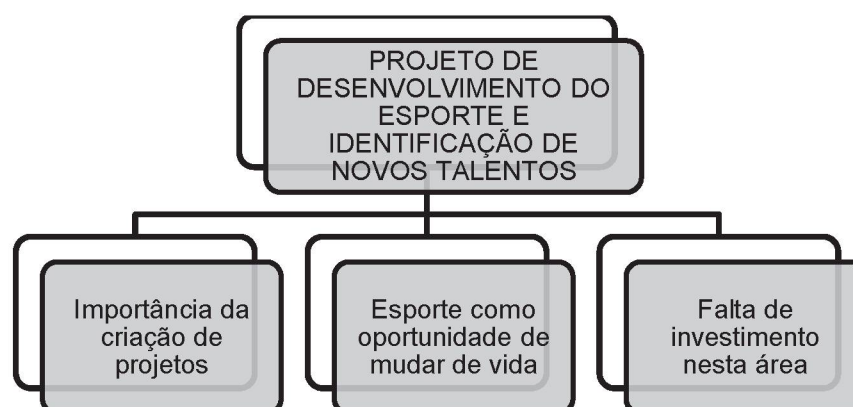 PROJETO DE
DESENVOLVIMENTO DO
ESPORTE E
IDENTIFICAÇÃO DE
NOVOS TALENTOS
Importância da
criação de
projetos
Esporte como
oportunidade de
mudar de vida
Falta de
investimento
nesta área